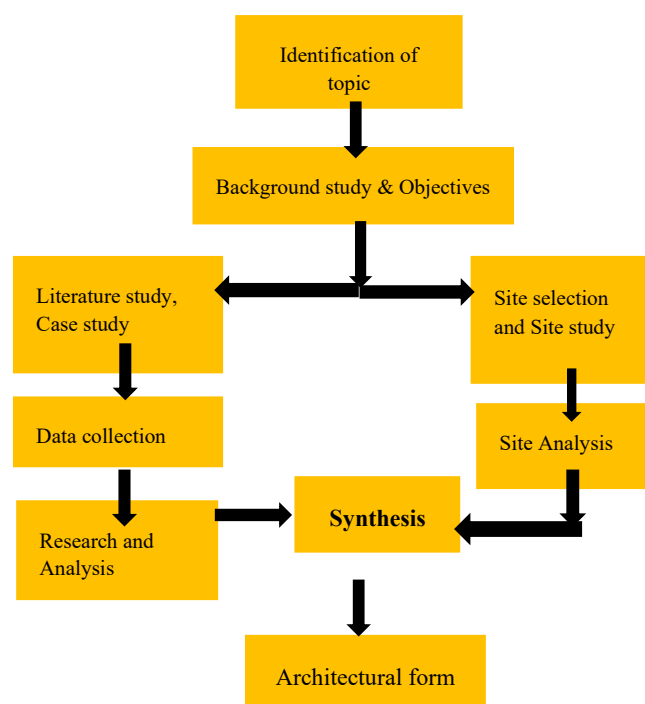 Identification of
topic
Background study & Objectives
Literature study,
Case study
Site selection
and Site study
Data collection
Site Analysis
Research and
Analysis
Synthesis
Architectural form